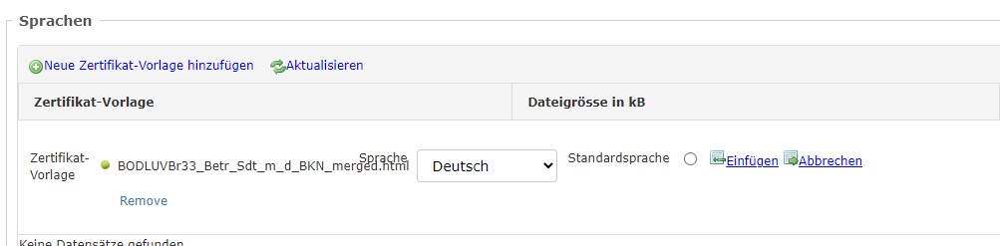 Sprachen
Neue Zertifikat-Vorlage hinzufügen Aktualisieren
Zertifikat-Vorlage Dateigrösse in kB
Zertifikat-
Vorlage
BODLUVBr33_Betr_Sdt_m_d_BKN_merged.html
Sprache Deutsch Standardsprache Einfügen Abbrechen
Remove
Keine Datensätze gefunden